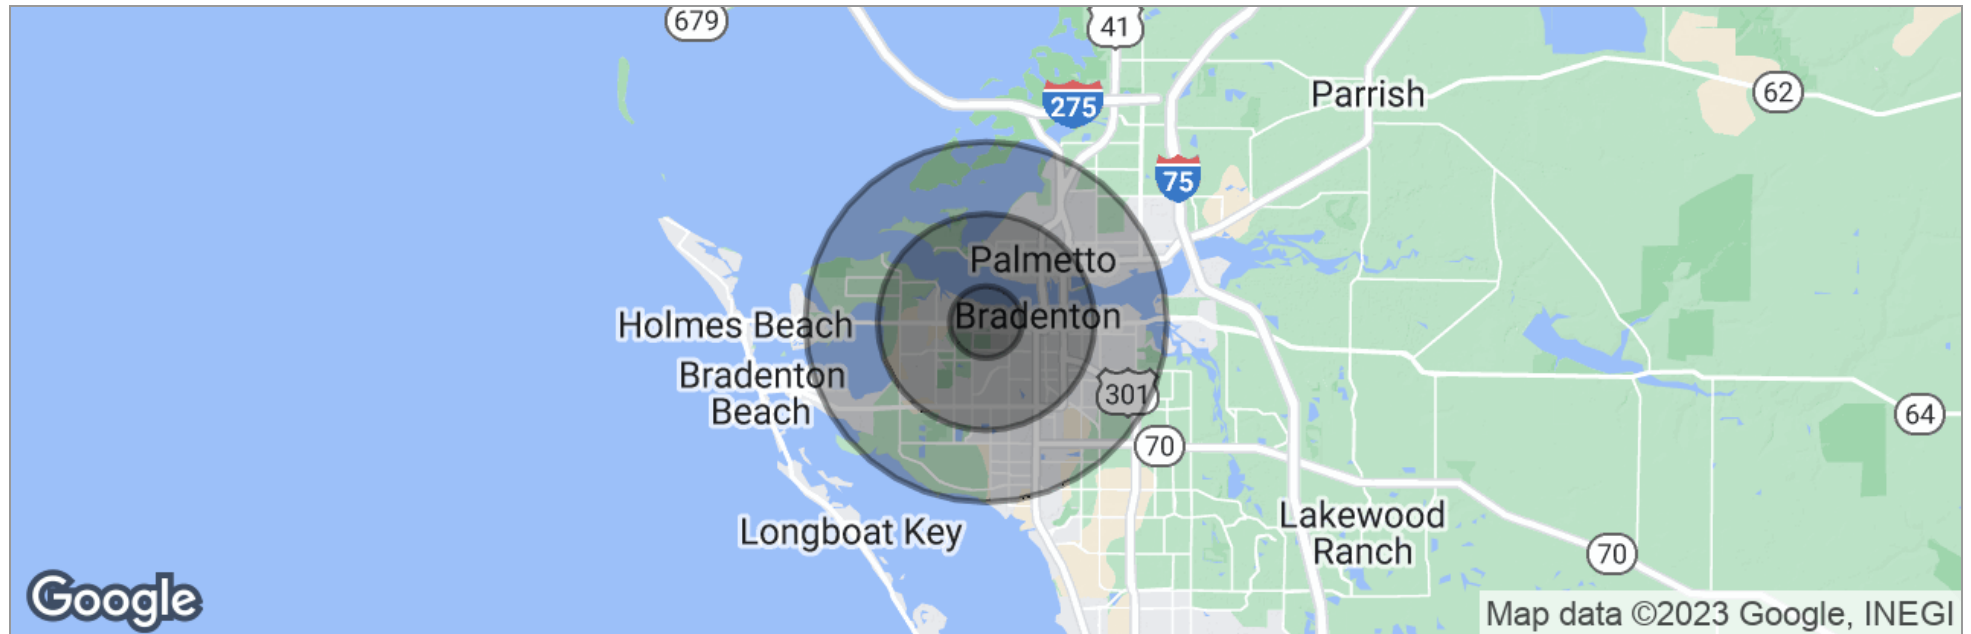 679
41
275
Parrish
62
75
Palmetto
Bradenton
Holmes Beach
Bradenton
Beach
301
64
70
Lakewood
Ranch
Longboat Key
70
Google
Map data ©2023 Google, INEGI